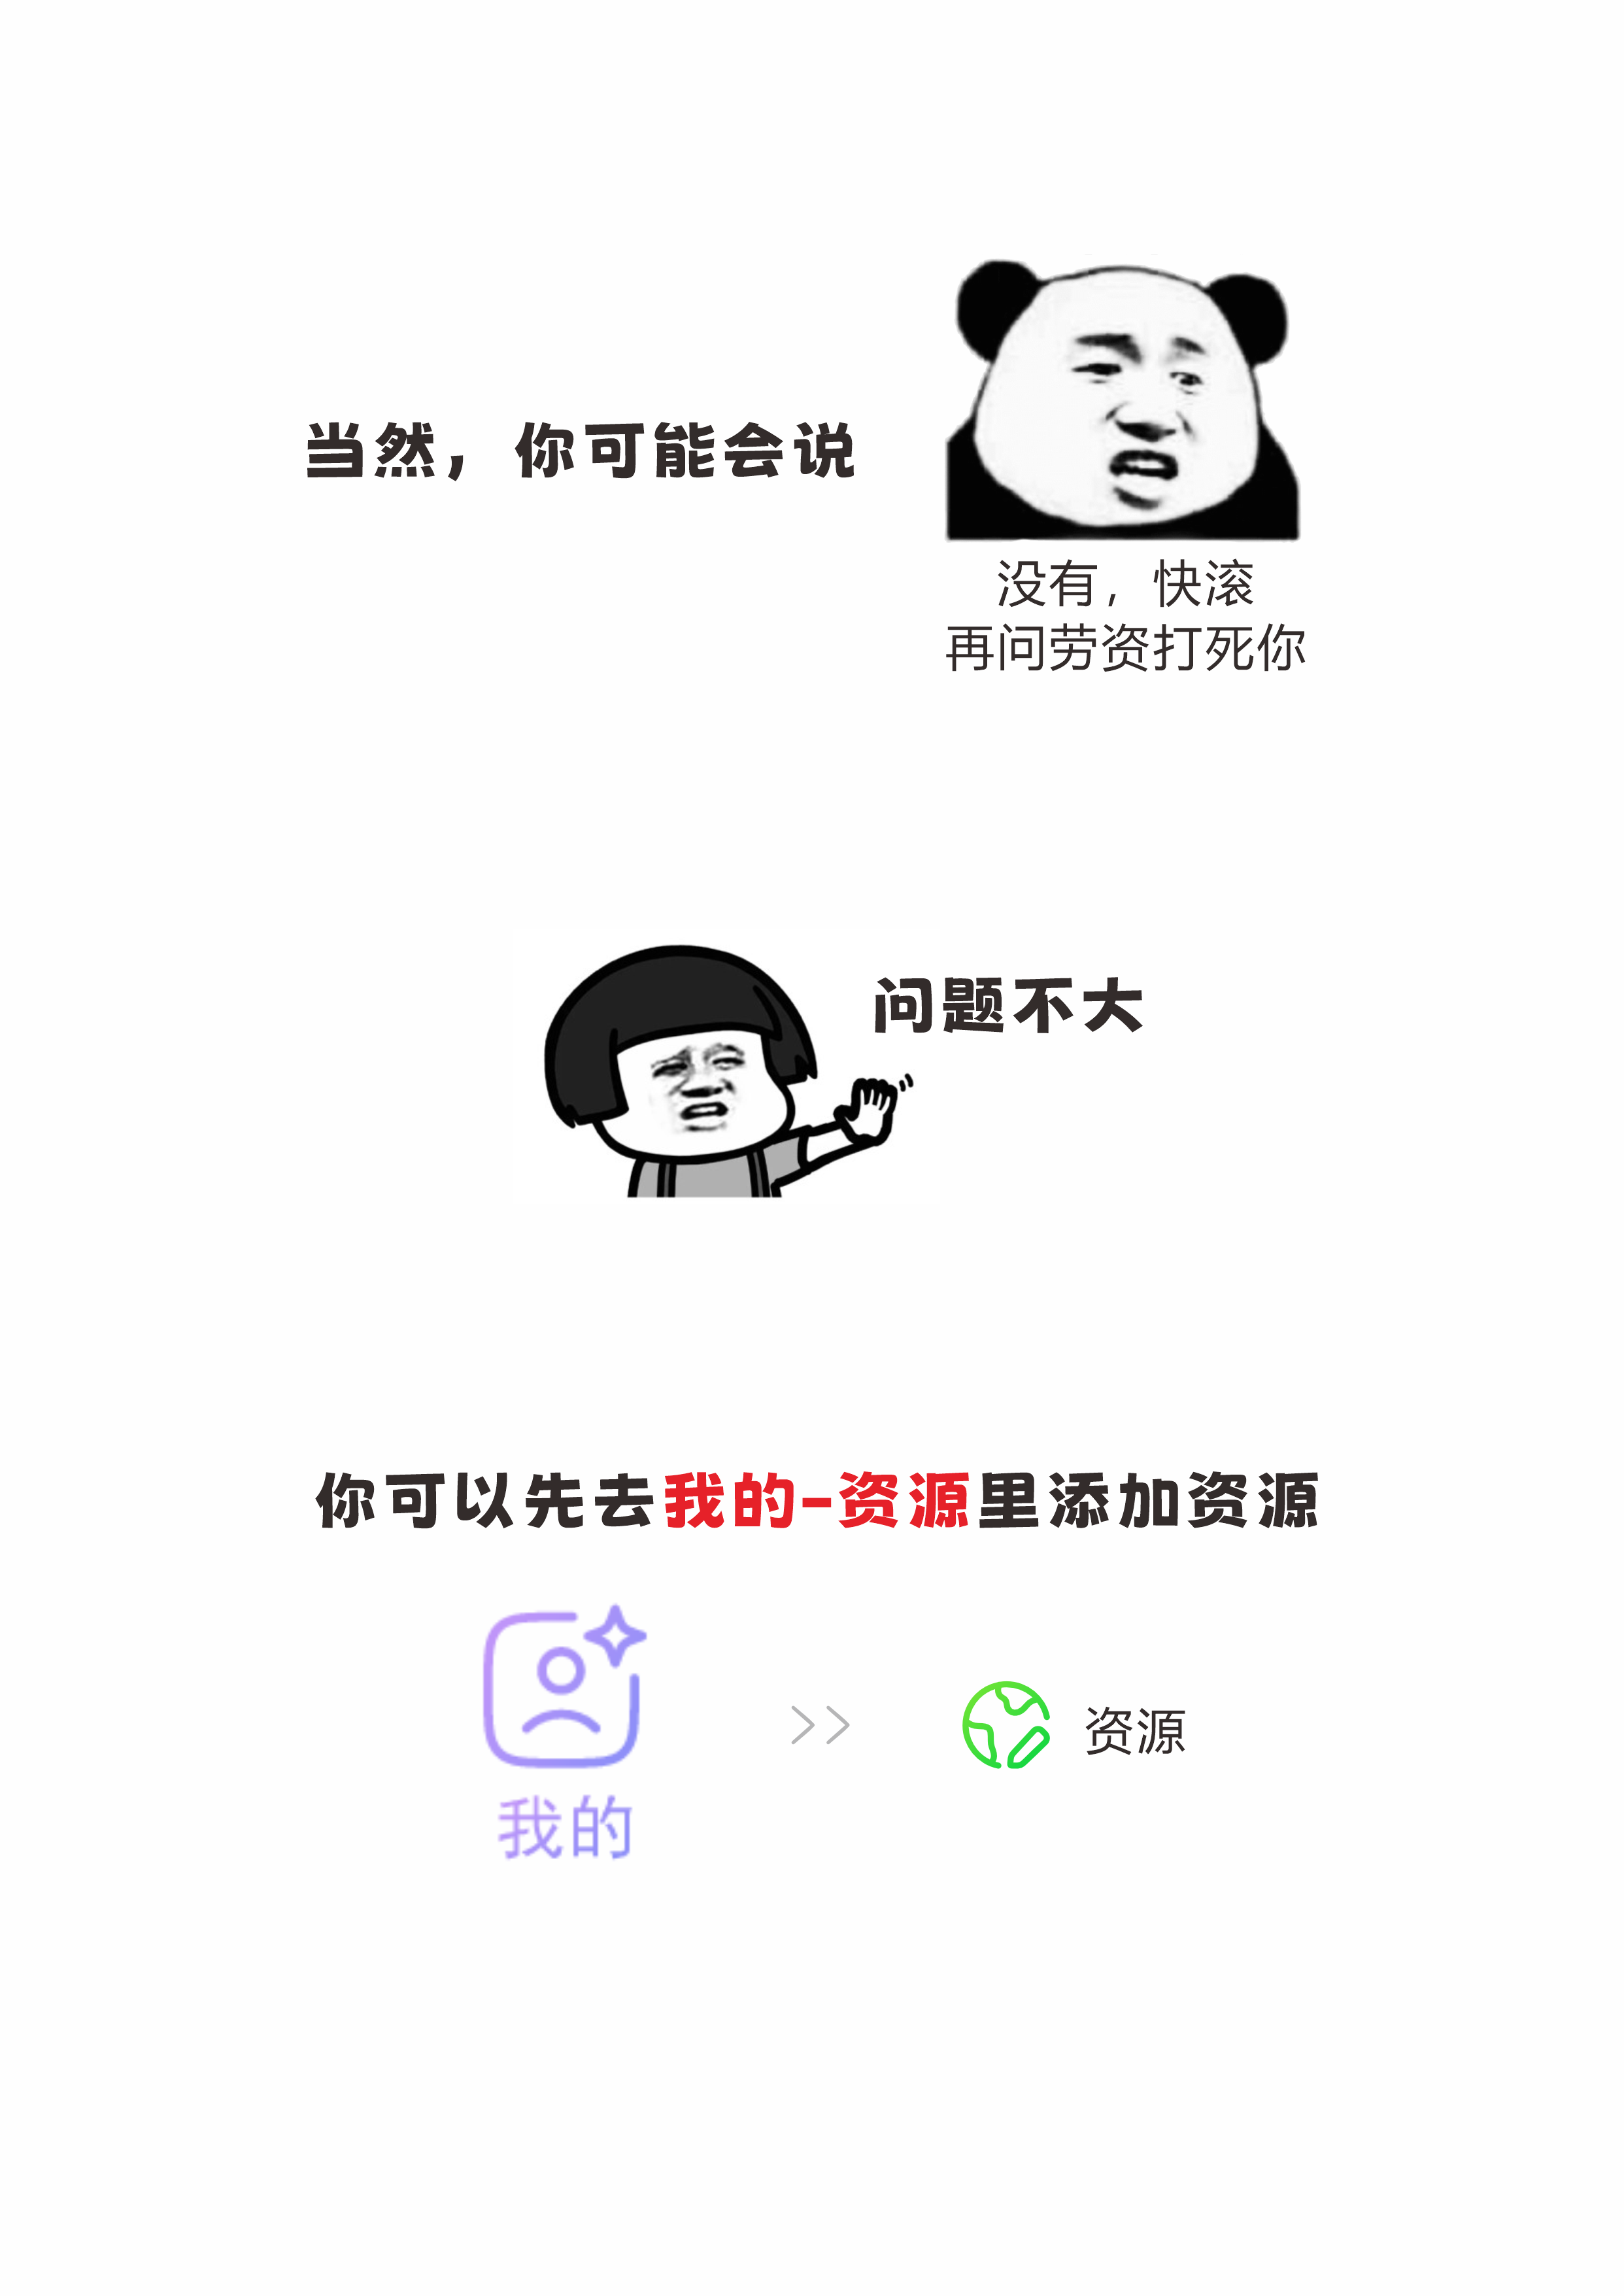 当然，你可能会说
没有，快滚
再问劳资打死你
问题不大
你可以先去我的-资源里添加资源
我的
>>
资源